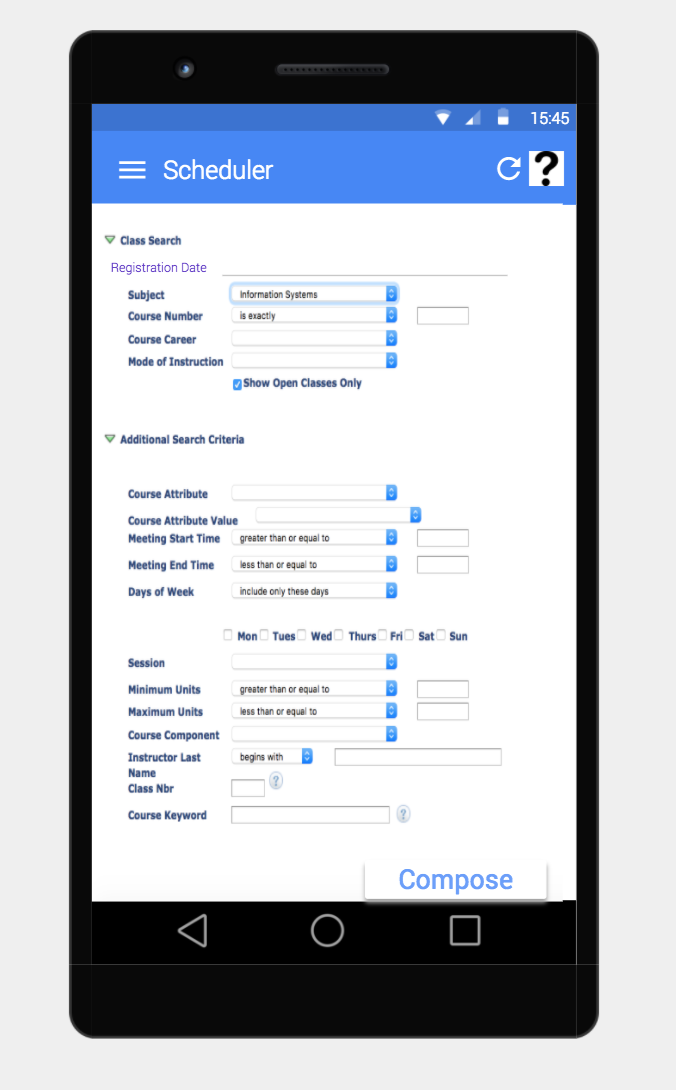 15:45
Scheduler ?
Class Search
Registration Date
Subject Information Systems
Course Number is exactly
Course Career
Mode of Instruction
Show Open Classes Only
Additional Search Criteria
Course Attribute
Course Attribute Value
Meeting Start Time greater than or equal to
Meeting End Time less than or equal to
Days of Week include only these days
Mon Tues Wed Thurs Fri Sat Sun
Session
Minimum Units greater than or equal to
Maximum Units less than or equal to
Course Component
Instructor Last begins with
Name
Class Nbr ?
Course Keyword ?
Compose